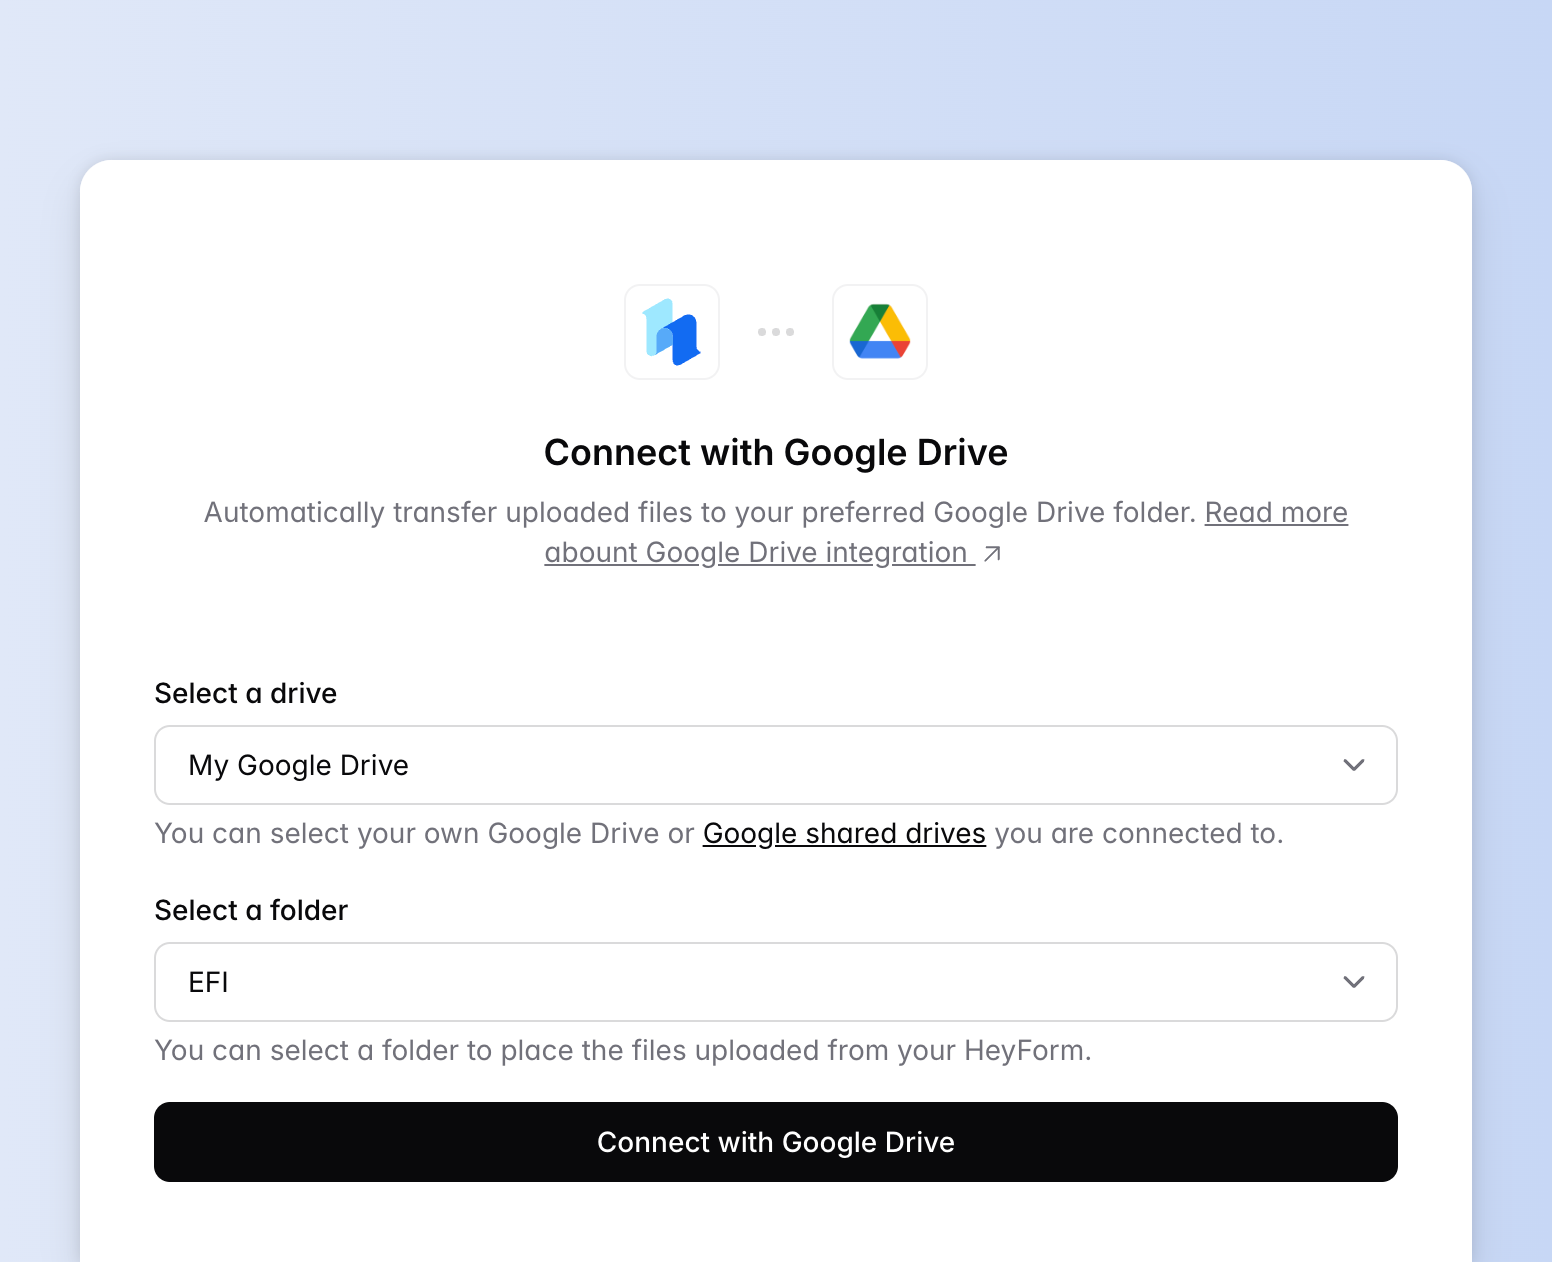 Connect with Google Drive
Automatically transfer uploaded files to your preferred Google Drive folder. Read more
abount Google Drive integration
Select a drive
My Google Drive
You can select your own Google Drive or Google shared drives you are connected to.
Select a folder
EFI
You can select a folder to place the files uploaded from your HeyForm.
Connect with Google Drive